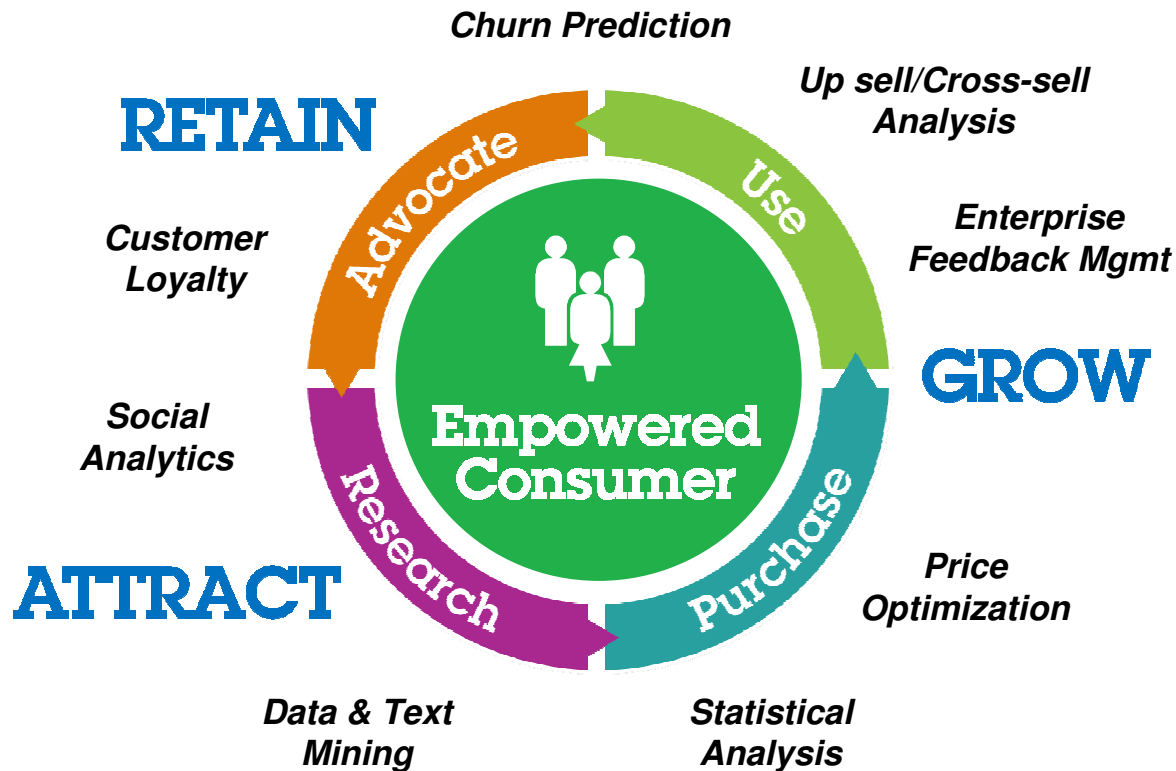 Churn Prediction
Up sell/Cross-sell
Analysis
RETAIN
Advocate
Use
Customer
Loyalty
Enterprise
Feedback Mgmt
GROW
Empowered
Consumer
Social
Analytics
ATTRACT
Research
Purchase
Price
Optimization
Data & Text
Mining
Statistical
Analysis